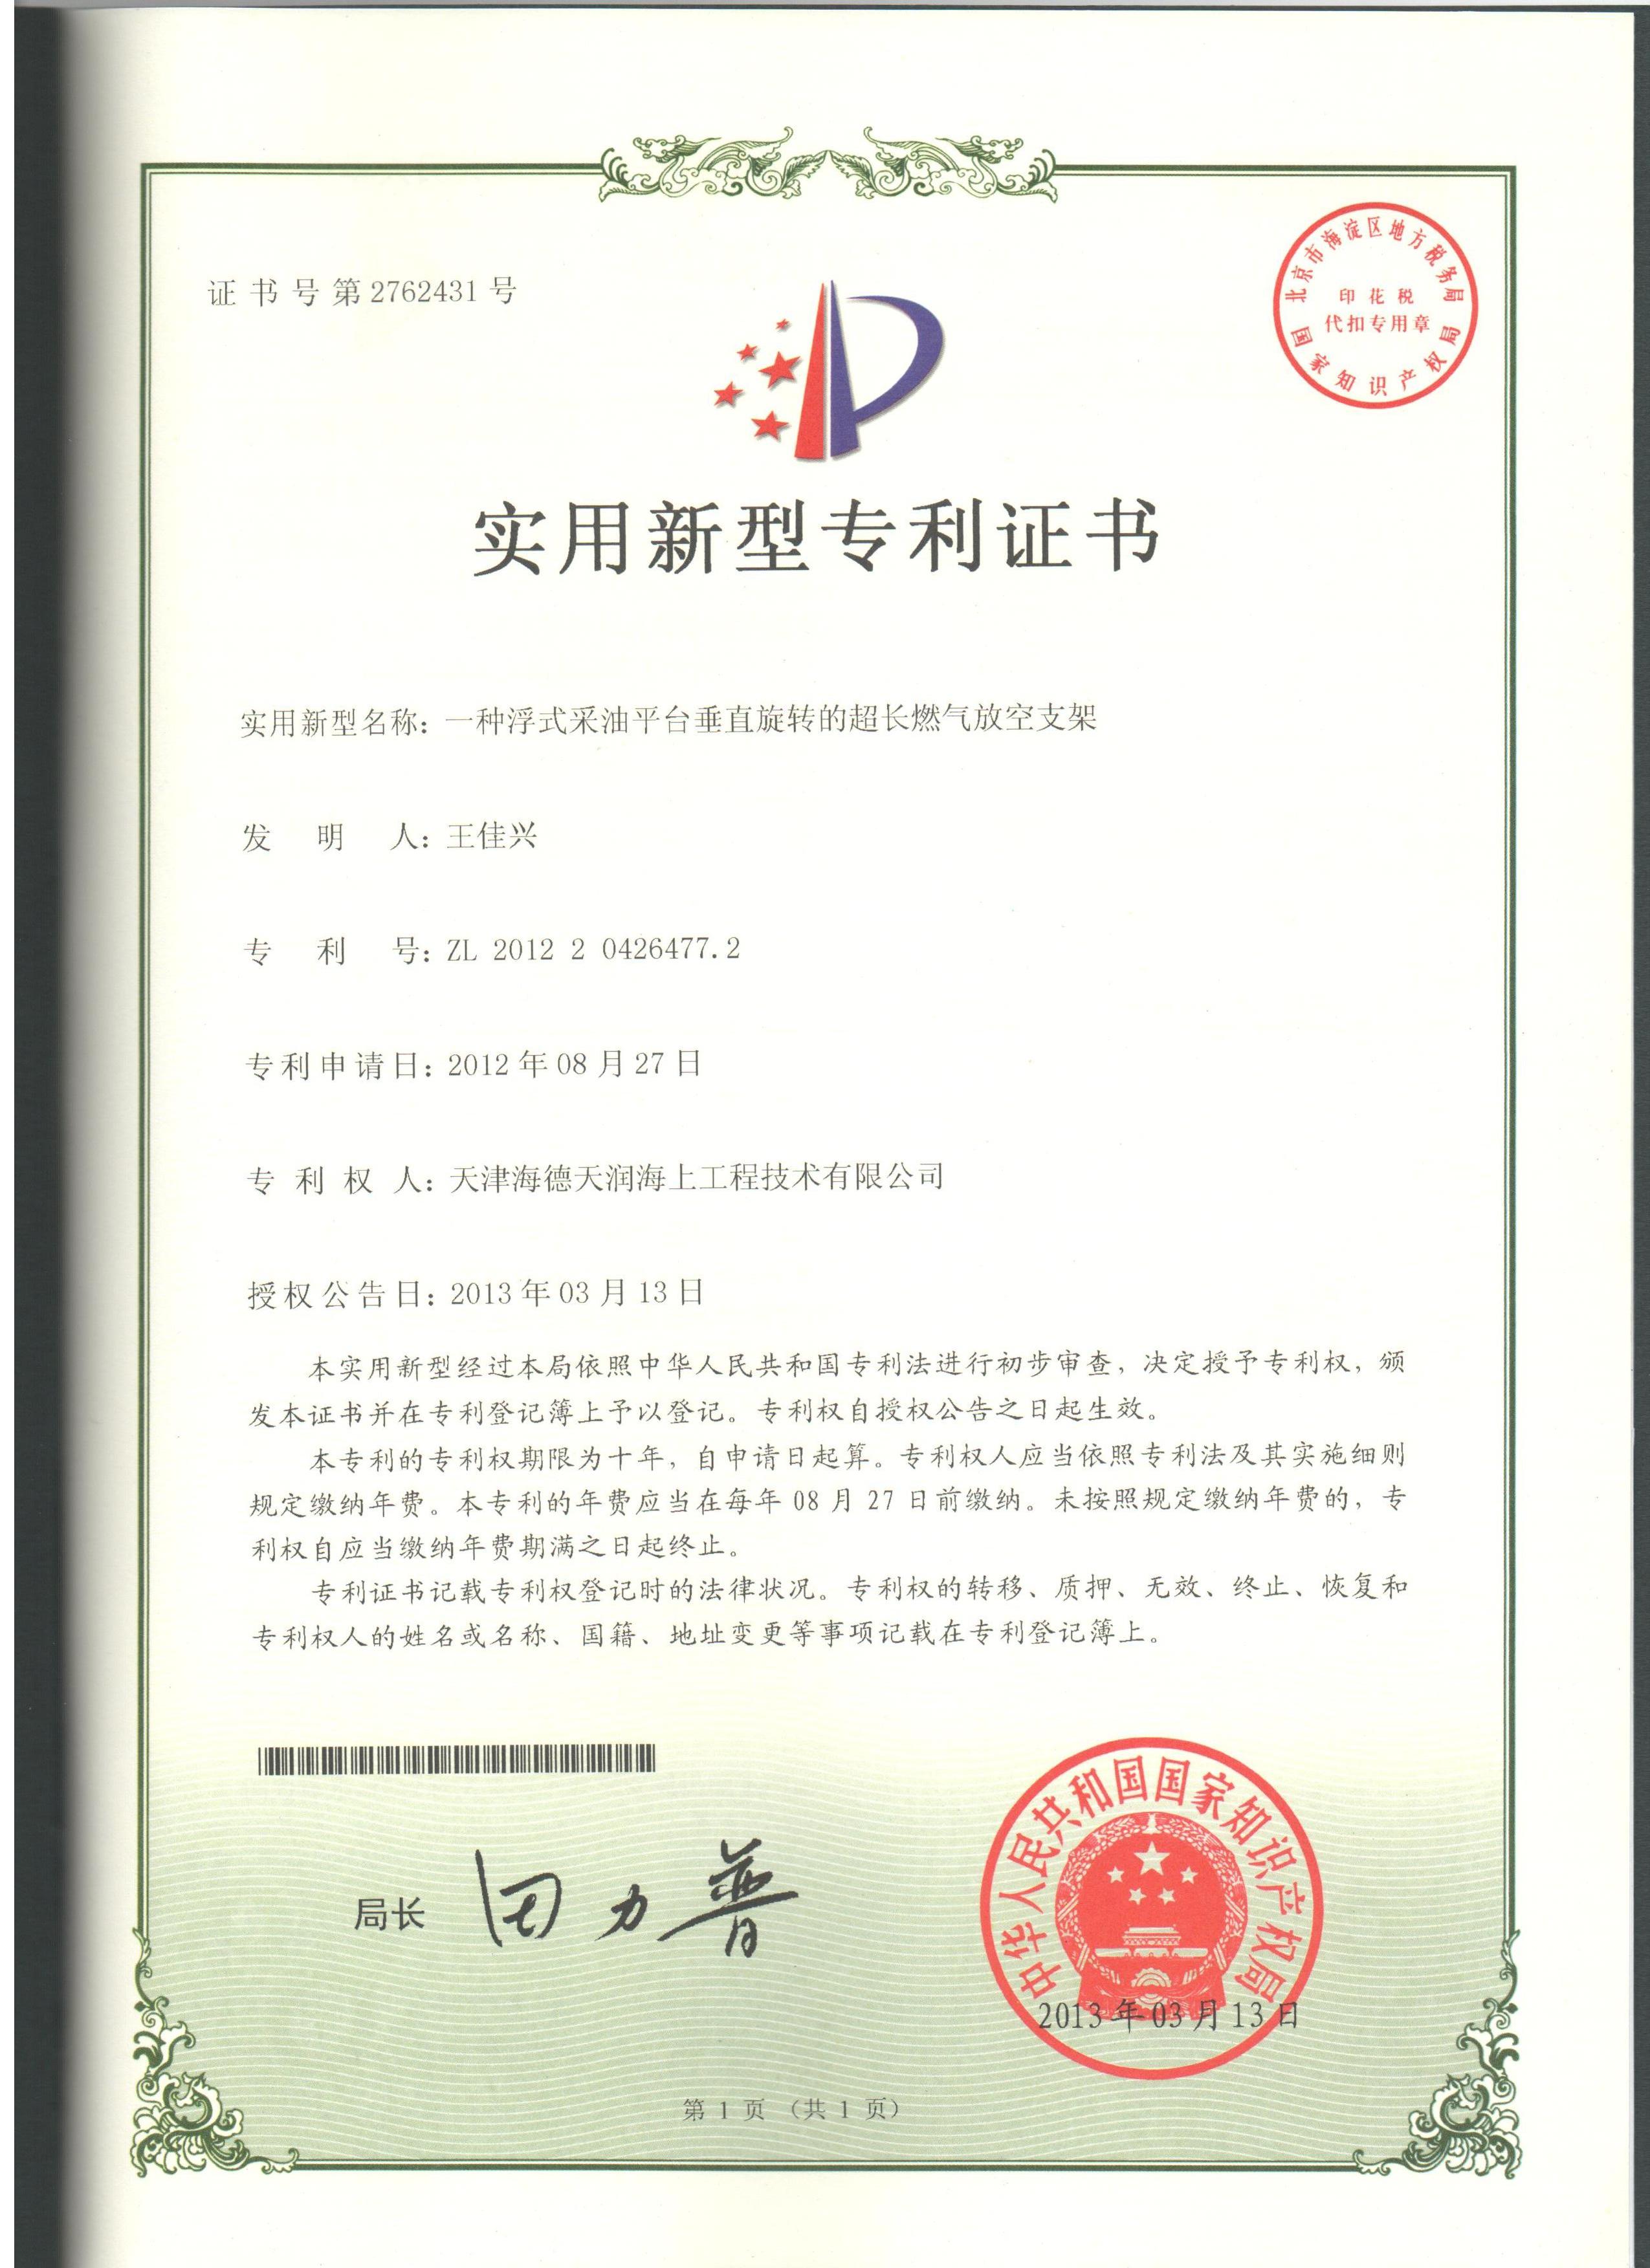 证书号第2762431号
北京市海淀区地方税务局
印花税
代扣专用章
国家知识产权局
实用新型专利证书
实用新型名称：一种浮式采油平台垂直旋转的超长燃气放空支架
发明人：王佳兴
专利号：ZL 2012 2 0426477.2
专利申请日：2012年08月27日
专利权人：天津海德天润海上工程技术有限公司
授权公告日：2013年03月13日
本实用新型经过本局依照中华人民共和国专利法进行初步审查，决定授予专利权，颁
发本证书并在专利登记簿上予以登记。专利权自授权公告之日起生效。
本专利的专利权期限为十年，自申请日起算。专利权人应当依照专利法及其实施细则
规定缴纳年费。本专利的年费应当在每年08月27日前缴纳。未按照规定缴纳年费的，专
利权自应当缴纳年费期满之日起终止。
专利证书记载专利权登记时的法律状况。专利权的转移、质押、无效、终止、恢复和
专利权人的姓名或名称、国籍、地址变更等事项记载在专利登记簿上。
局长 田力普
中华人民共和国国家知识产权局
2013年03月13日
第1页（共1页）